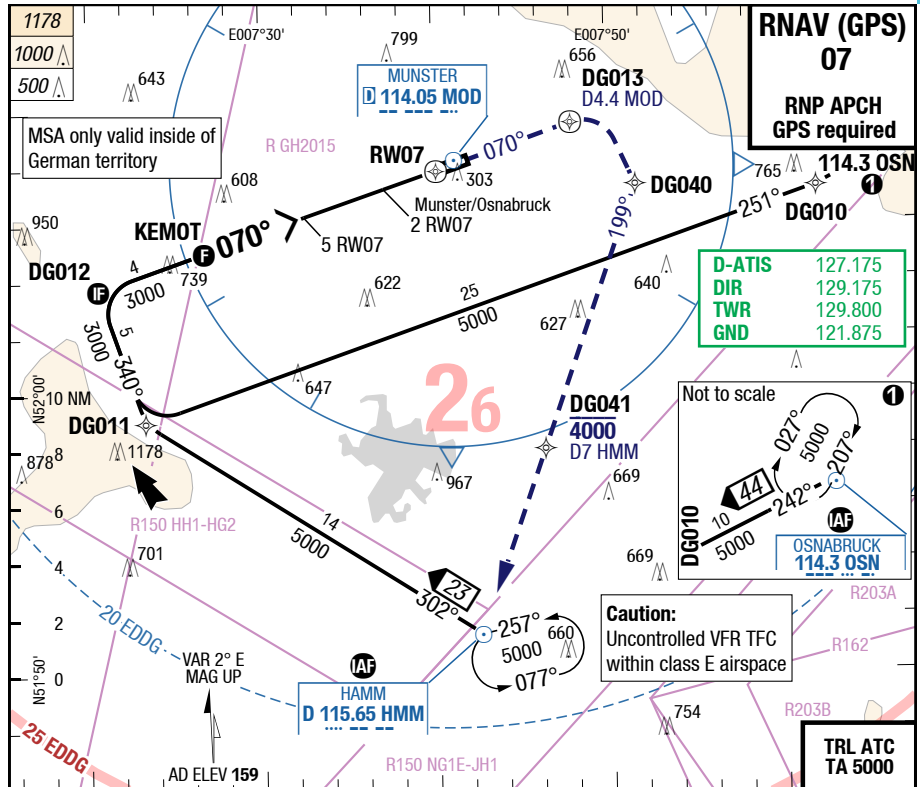 1178
1000
500
E007°30'
E007°50'
RNAV (GPS)
07
RNP APCH
GPS required
MSA only valid inside of
German territory
643
799
656
608
950
MUNSTER
D 114.05 MOD
DG013
D4.4 MOD
R GH2015
RW07
070°
303
Munster/Osnabruck
2 RW07
5 RW07
DG040
199°
765
114.3 OSN
1
251°
DG010
KEMOT
F
070°
739
4
3000
DG012
IF
5
3000
340°
622
25
5000
640
627
D-ATIS 127.175
DIR 129.175
TWR 129.800
GND 121.875
647
26
N52°00'
10 NM
8
6
4
2
0
N51°50'
DG011
1178
878
DG041
4000
D7 HMM
967
669
669
Not to scale
1
027°
5000
207°
44
242°
10
5000
DG010
IAF
OSNABRUCK
114.3 OSN
R150 HH1-HG2
701
14
5000
23
302°
257°
5000
660
077°
Caution:
Uncontrolled VFR TFC
within class E airspace
R203A
R162
R203B
754
20 EDDG
VAR 2° E
MAG UP
IAF
HAMM
D 115.65 HMM
25 EDDG
AD ELEV 159
R150 NG1E-JH1
TRL ATC
TA 5000